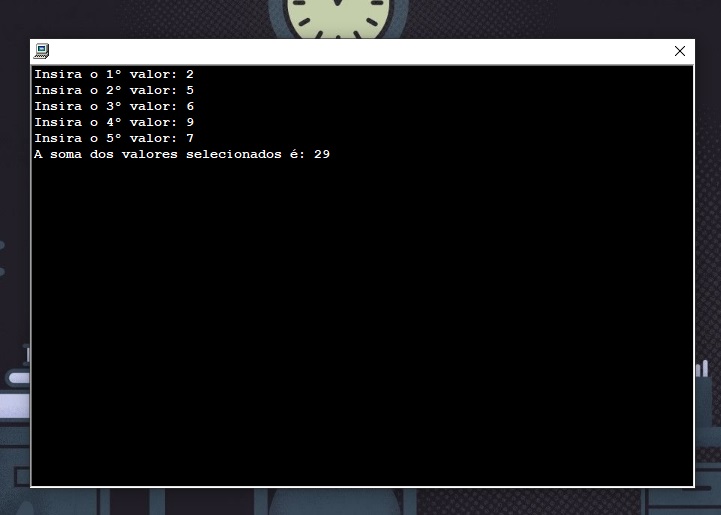 Insira o 1º valor: 2
Insira o 2º valor: 5
Insira o 3º valor: 6
Insira o 4º valor: 9
Insira o 5º valor: 7
A soma dos valores selecionados é: 29